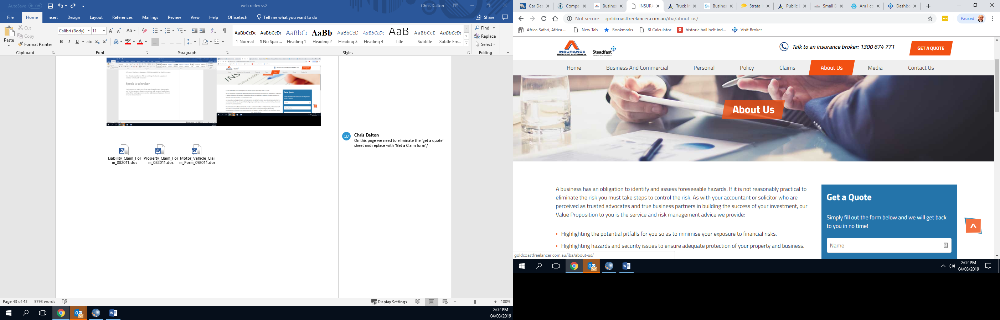 AutoSave Off
web redev vs2
Chris Dalton
File Home Insert Design Layout References Mailings Review View Help Officetech Tell me what you want to do
Share
Paste
Cut
Copy
Format Painter
Clipboard
Calibri (Body) 11
Font
Paragraph
AaBbCcDc AaBbCcDc AaBbCc AaBb AaBbCcD AaBbCcDc AaB AaBbCcD AaBbCcDc
¶ Normal ¶ No Spac... Heading 1 Heading 2 Heading 3 Heading 4 Title Subtitle Subtle Em...
Styles
Find
Replace
Select
Editing
Speak to a broker
Get a Quote
Liability_Claim_For
m_082011.doc
Property_Claim_For
m_082011.doc
Motor_Vehicle_Clai
m_Form_092011.doc
CD
Chris Dalton
On this page we need to eliminate the ‘get a quote’
sheet and replace with ‘Get a Claim form’/
Page 43 of 43 5793 words
Display Settings
100%
2:02 PM
04/03/2019
Car Dea Compa Busines INSURA Truck In Busines Strata I Public L Small B Am I co Dashbo
Not secure goldcoastfreelancer.com.au/iba/about-us/
Paused
Africa Safari, Africa ... New Tab Bookmarks BI Calculator historic hail belt ind... Visit Broker
INSURANCE
BROKERS AUSTRALIA
Steadfast
Talk to an insurance broker: 1300 674 771
GET A QUOTE
Home Business And Commercial Personal Policy Claims About Us Media Contact Us
About Us
A business has an obligation to identify and assess foreseeable hazards. If it is not reasonably practical to
eliminate the risk you must take steps to control the risk. As with your accountant or solicitor who are
perceived as trusted advocates and true business partners in building the success of your investment, our
Value Proposition to you is the service and risk management advice we provide:
• Highlighting the potential pitfalls for you so as to minimise your exposure to financial risks.
• Highlighting hazards and security issues to ensure adequate protection of your property and business.
Get a Quote
Simply fill out the form below and we will get back
to you in no time!
Name
goldcoastfreelancer.com.au/iba/about-us/
2:02 PM
04/03/2019